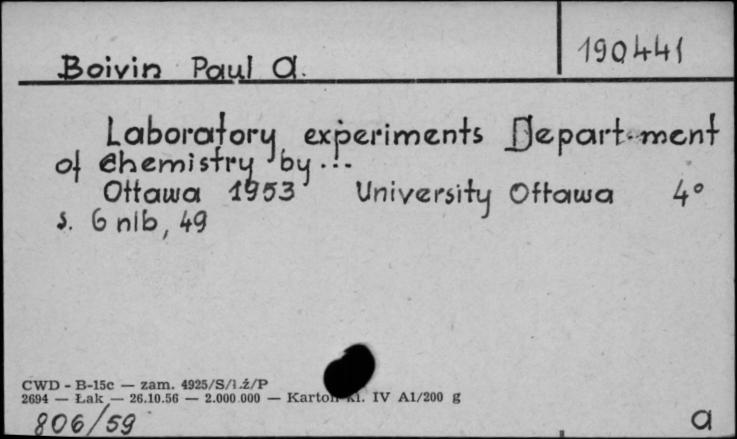 190441
Boivin Paul A.
Laboratory experiments Depart-ment
of chemistry by...
Ottawa 1953 University Ottawa 4°
s. 6 nlb, 49
CWD - B-15c — zam. 4925/S/1.ż/P
2694 — Łak — 26.10.56 — 2.000.000 — Karton kl. IV A1/200 g
806/59
a